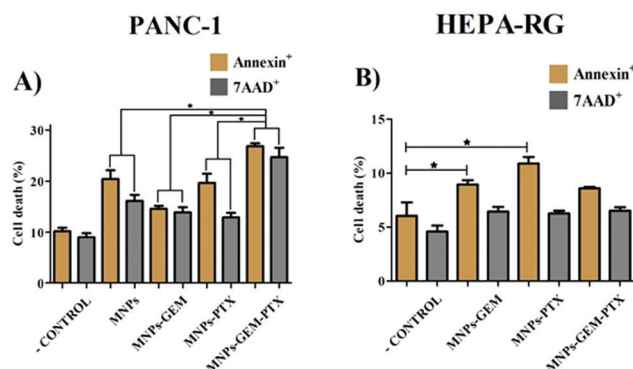 PANC-1
HEPA-RG
A)
Annexin+
7AAD+
*
*
*
Cell death (%)
30
20
10
0
- CONTROL
MNPs
MNPs-GEM
MNPs-PTX
MNPs-GEM-PTX
B)
Annexin+
7AAD+
★
★
Cell death (%)
15
10
5
0
- CONTROL
MNPs-GEM
MNPs-PTX
MNPs-GEM-PTX